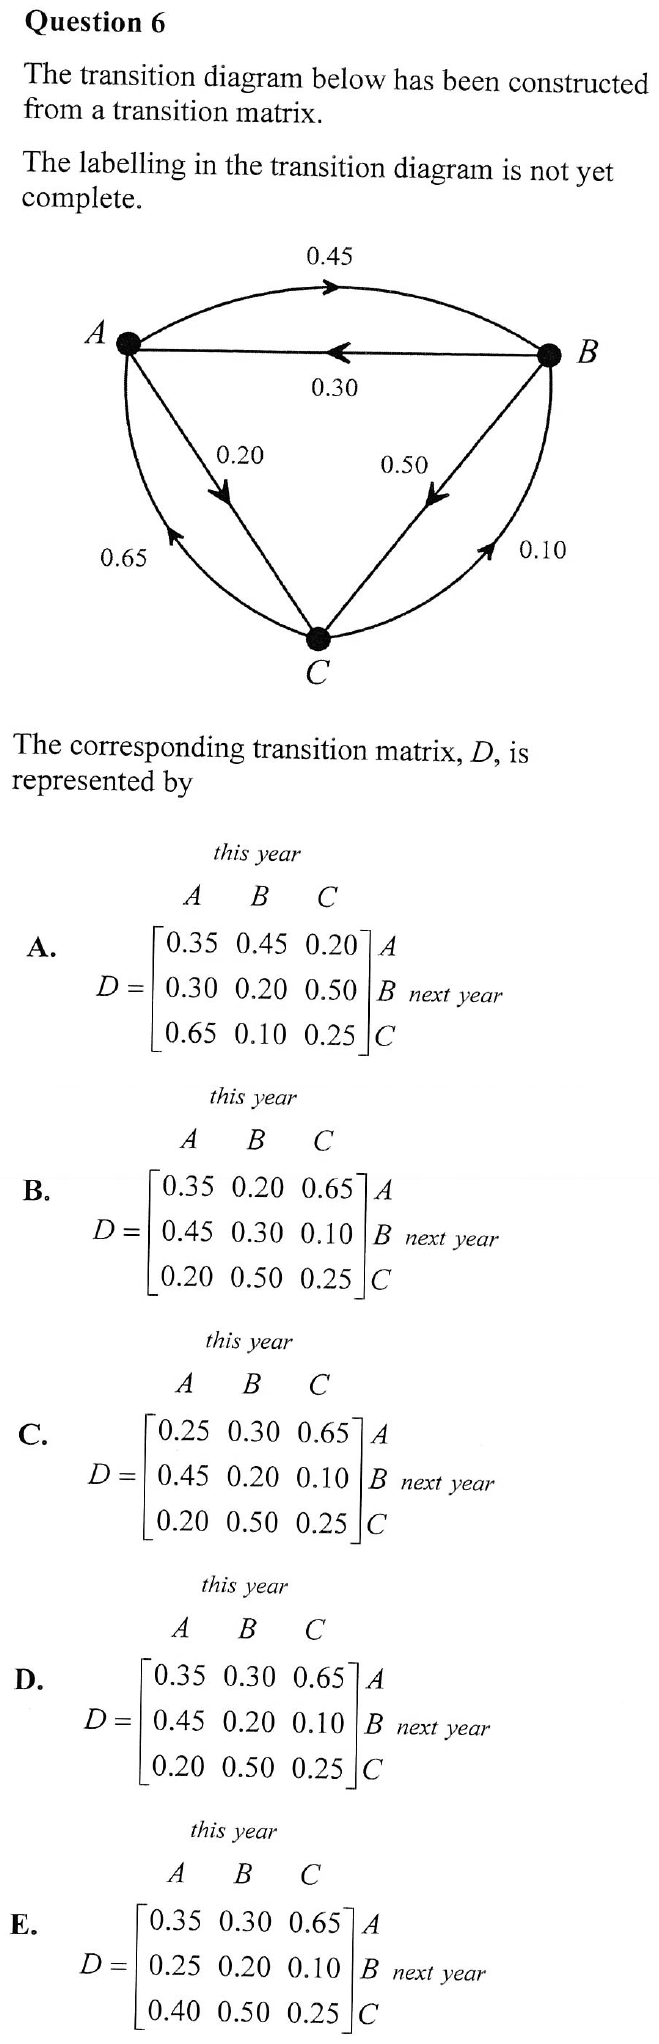 Question 6
The transition diagram below has been constructed
from a transition matrix.
The labelling in the transition diagram is not yet
complete.
0.45
A
B
0.30
0.20
0.50
0.65
0.10
C
The corresponding transition matrix, D, is
represented by
this year
A B C
A.
[0.35 0.45 0.20] A
D = [0.30 0.20 0.50] B next year
[0.65 0.10 0.25] C
this year
A B C
B.
[0.35 0.20 0.65] A
D = [0.45 0.30 0.10] B next year
[0.20 0.50 0.25] C
this year
A B C
C.
[0.25 0.30 0.65] A
D = [0.45 0.20 0.10] B next year
[0.20 0.50 0.25] C
this year
A B C
D.
[0.35 0.30 0.65] A
D = [0.45 0.20 0.10] B next year
[0.20 0.50 0.25] C
this year
A B C
E.
[0.35 0.30 0.65] A
D = [0.25 0.20 0.10] B next year
[0.40 0.50 0.25] C